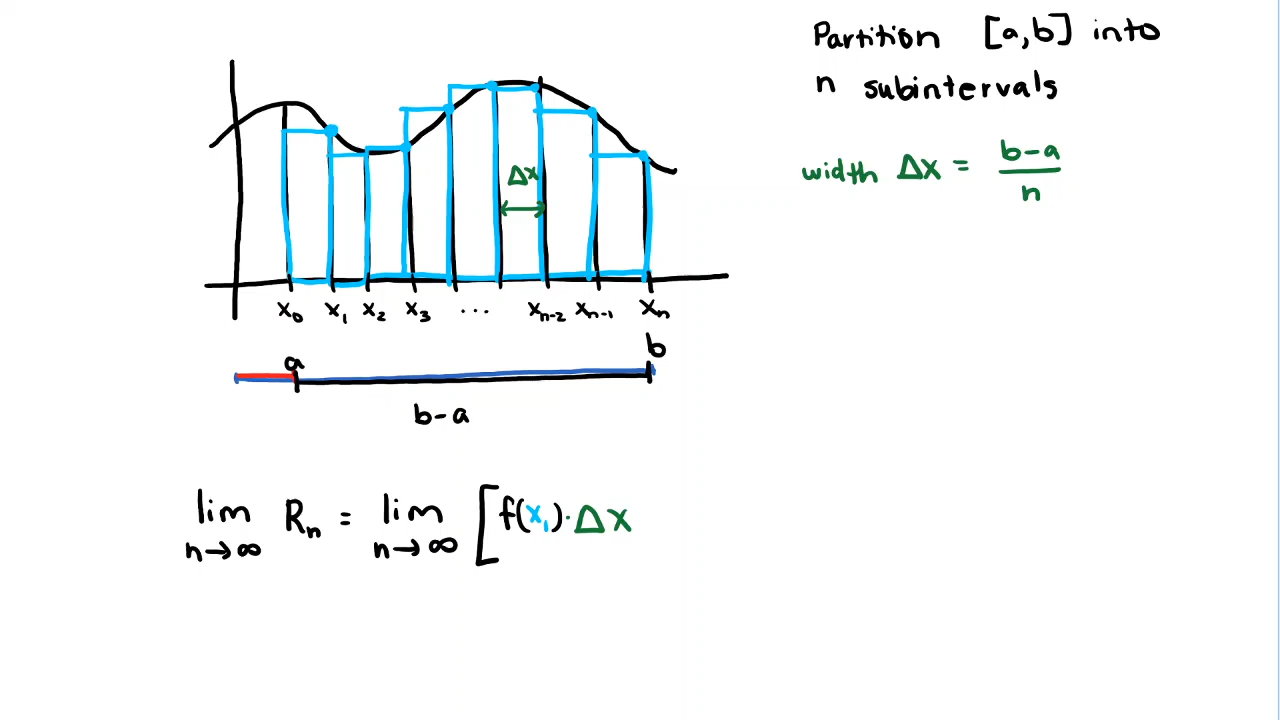 Partition [a,b] into
n subintervals
width Δx = b-a
n
Δx
x₀ x₁ x₂ x₃ ... xₙ₋₂ xₙ₋₁ xₙ
a b
b-a
lim Rₙ = lim [f(x₁)·Δx
n→∞ n→∞